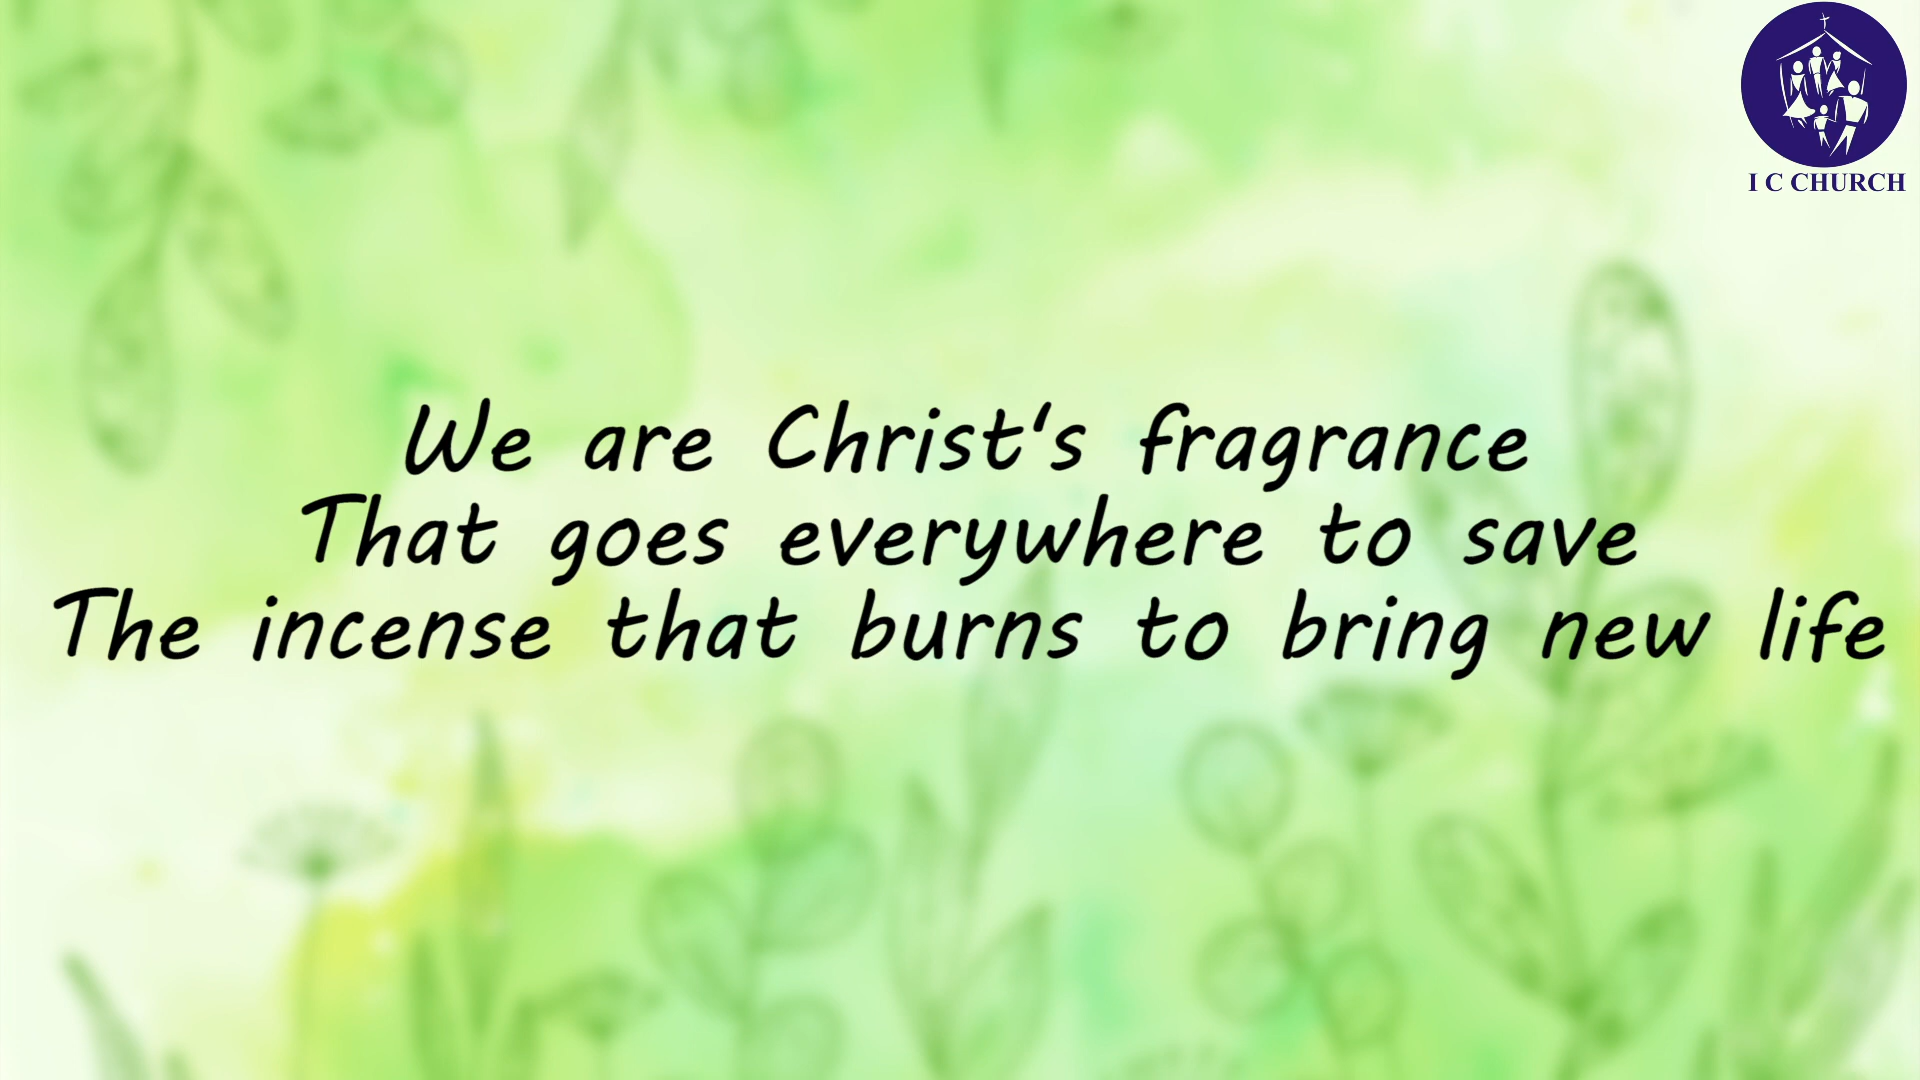 I C CHURCH
We are Christ‘s fragrance
That goes everywhere to save
The incense that burns to bring new life